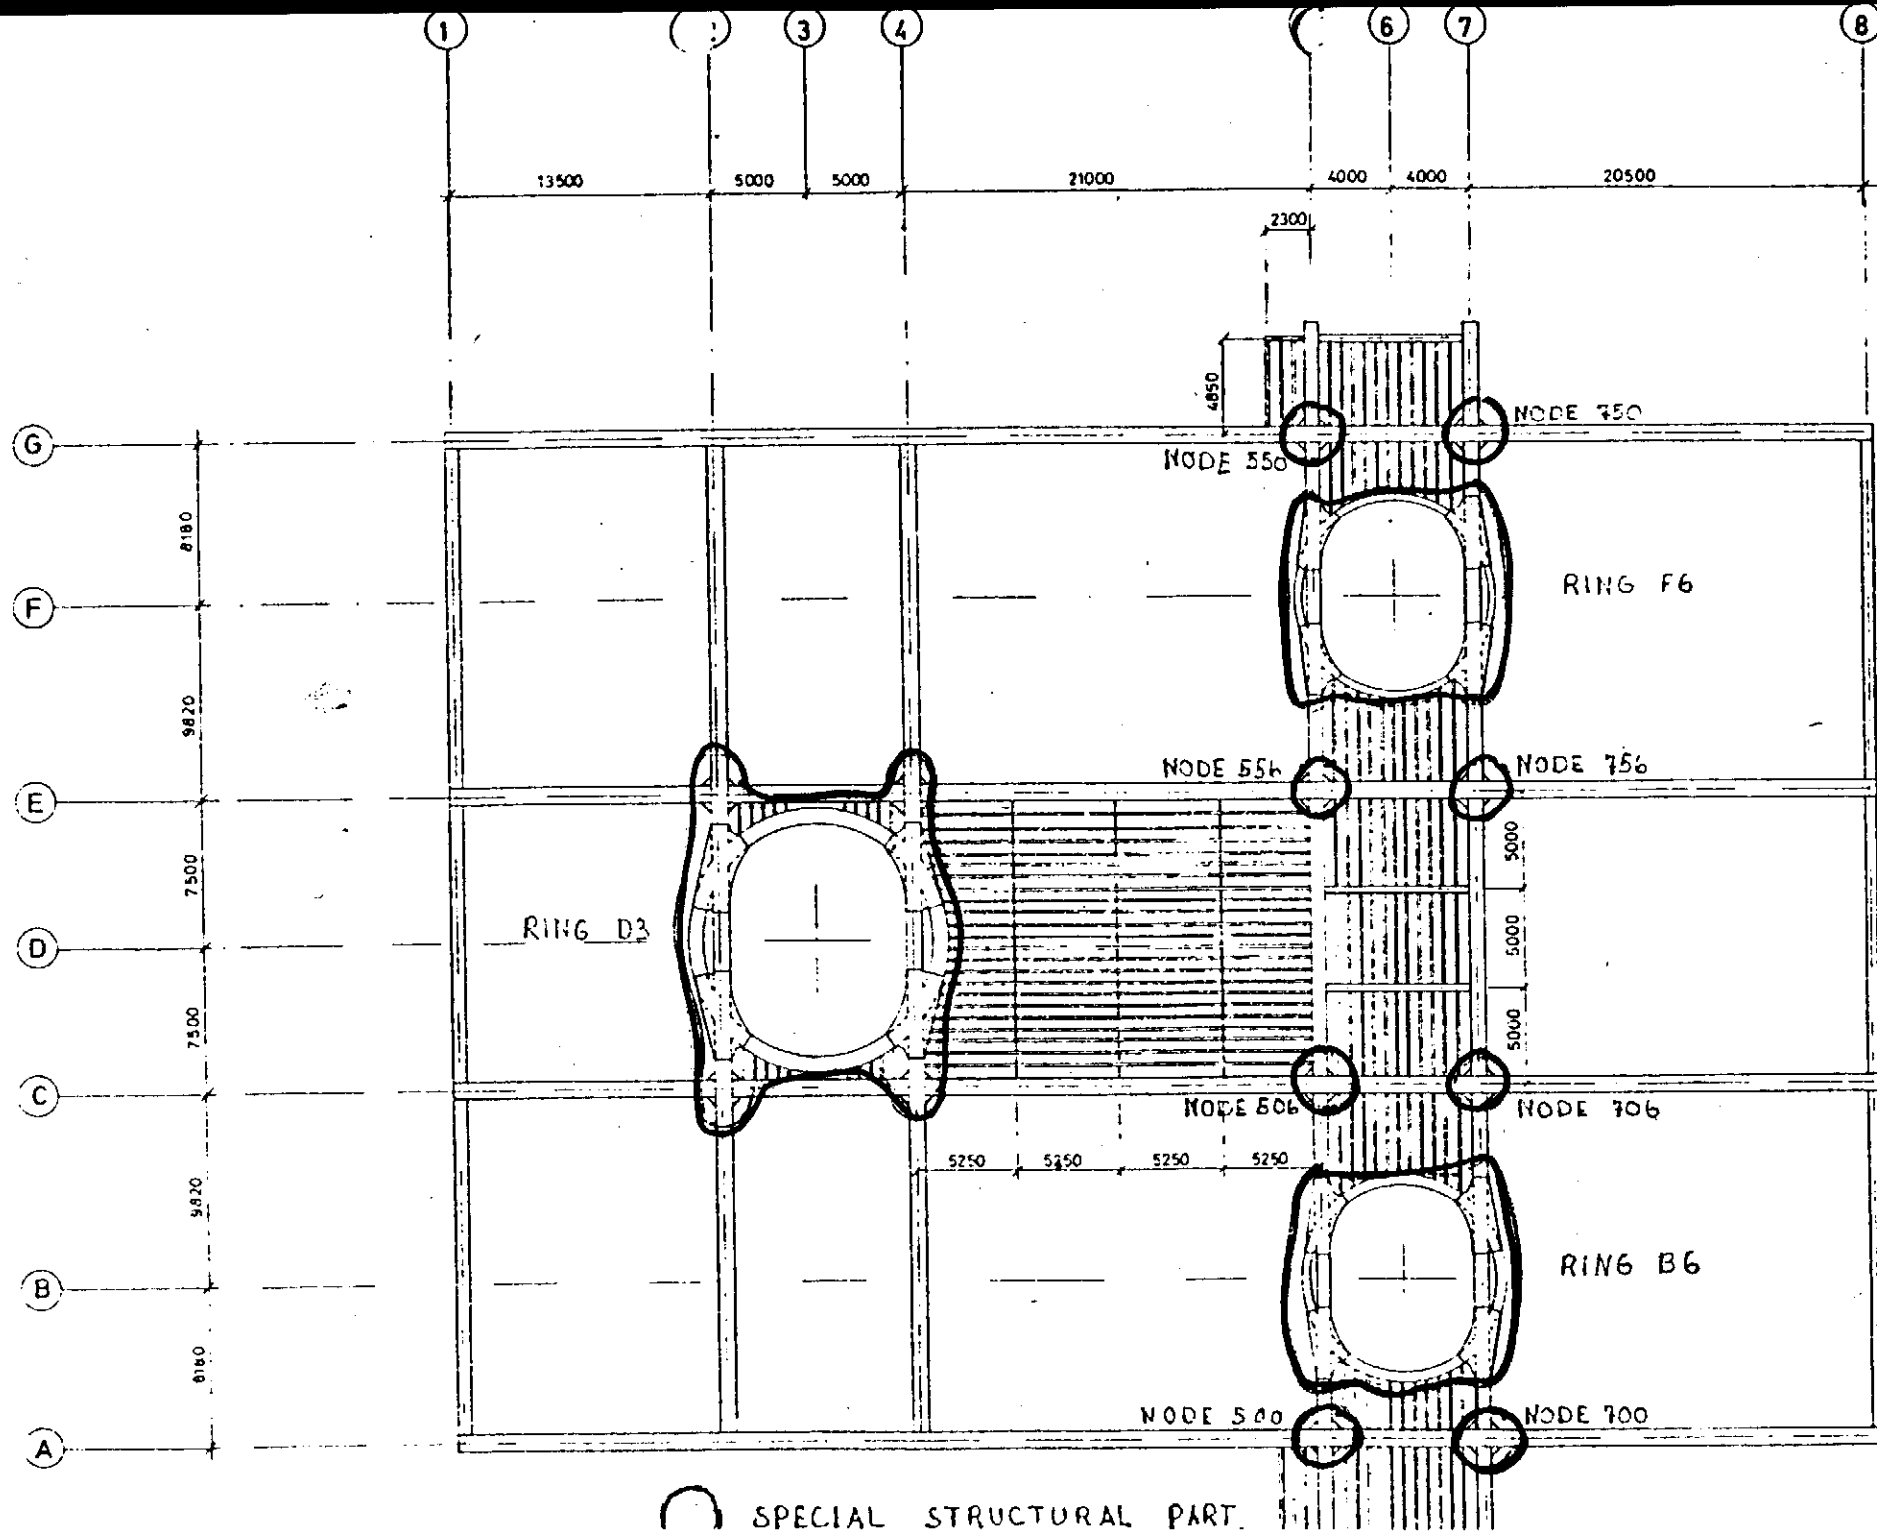 1 3 4 6 7 8
13500 5000 5000 21000 4000 4000 20500
2300
4850
NODE 750
G
NODE 550
8180
RING F6
F
9820
NODE 556 NODE 756
E
5000
7500
RING D3
D
5000
7500
5000
C
NODE 506 NODE 706
5250 5250 5250 5250
9820
RING B6
B
8180
NODE 500 NODE 700
A
SPECIAL STRUCTURAL PART.